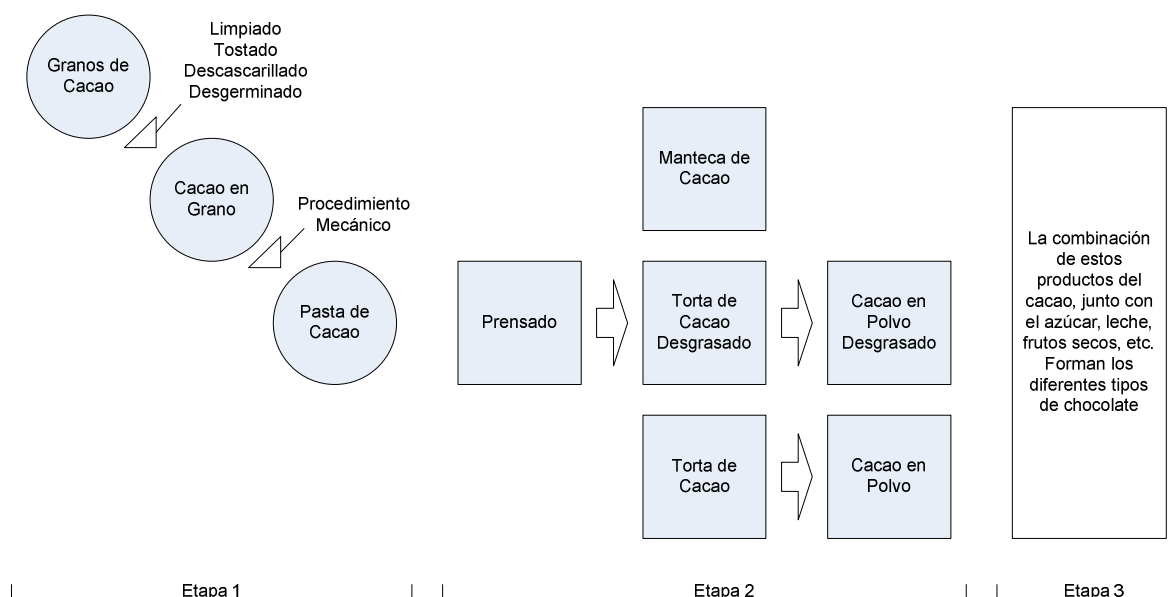 Granos de
Cacao
Limpiado
Tostado
Descascarillado
Desgerminado
Cacao en
Grano
Procedimiento
Mecánico
Pasta de
Cacao
Prensado
Manteca de
Cacao
Torta de
Cacao
Desgrasado
Cacao en
Polvo
Desgrasado
Torta de
Cacao
Cacao en
Polvo
La combinación
de estos
productos del
cacao, junto con
el azúcar, leche,
frutos secos, etc.
Forman los
diferentes tipos
de chocolate
Etapa 1
Etapa 2
Etapa 3